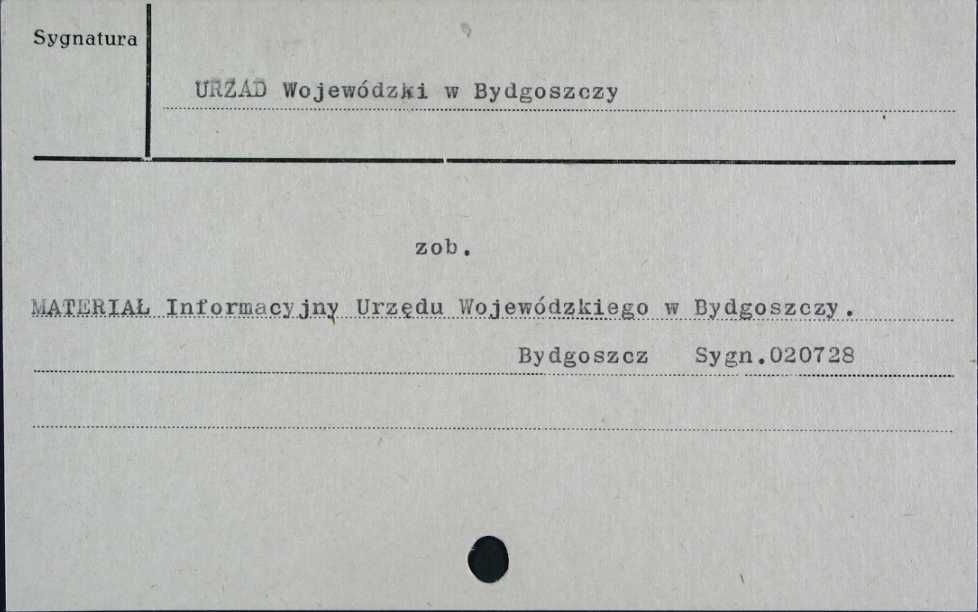 Sygnatura
URZĄD Wojewódzki w Bydgoszczy
zob.
MATERIAŁ Informacyjny Urzędu Wojewódzkiego w Bydgoszczy.
Bydgoszcz Sygn.020728